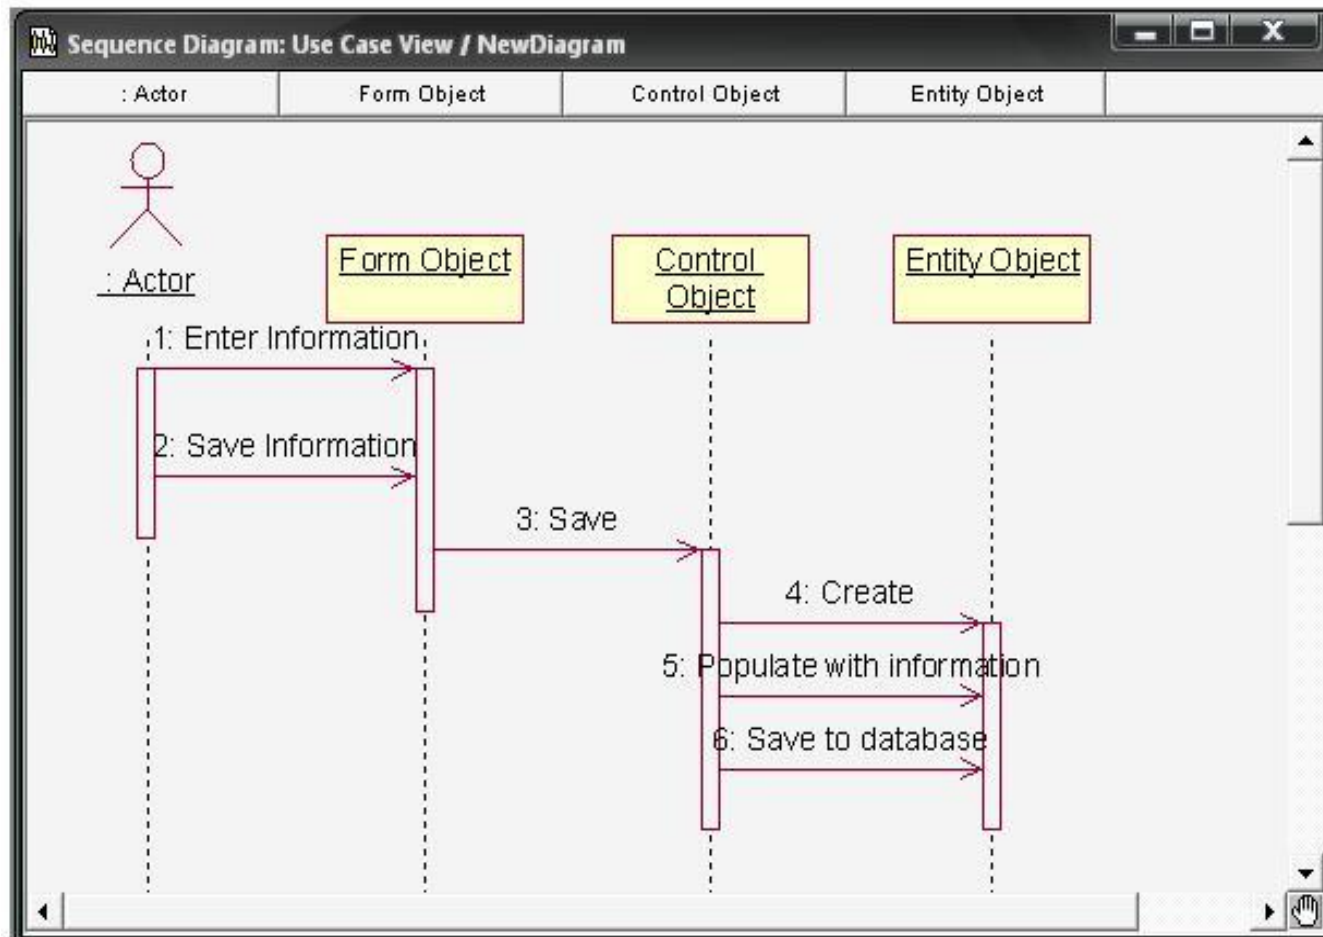 Sequence Diagram: Use Case View / NewDiagram
: Actor
Form Object
Control Object
Entity Object
: Actor
Form Object
Control
Object
Entity Object
1: Enter Information
2: Save Information
3: Save
4: Create
5: Populate with information
6: Save to database